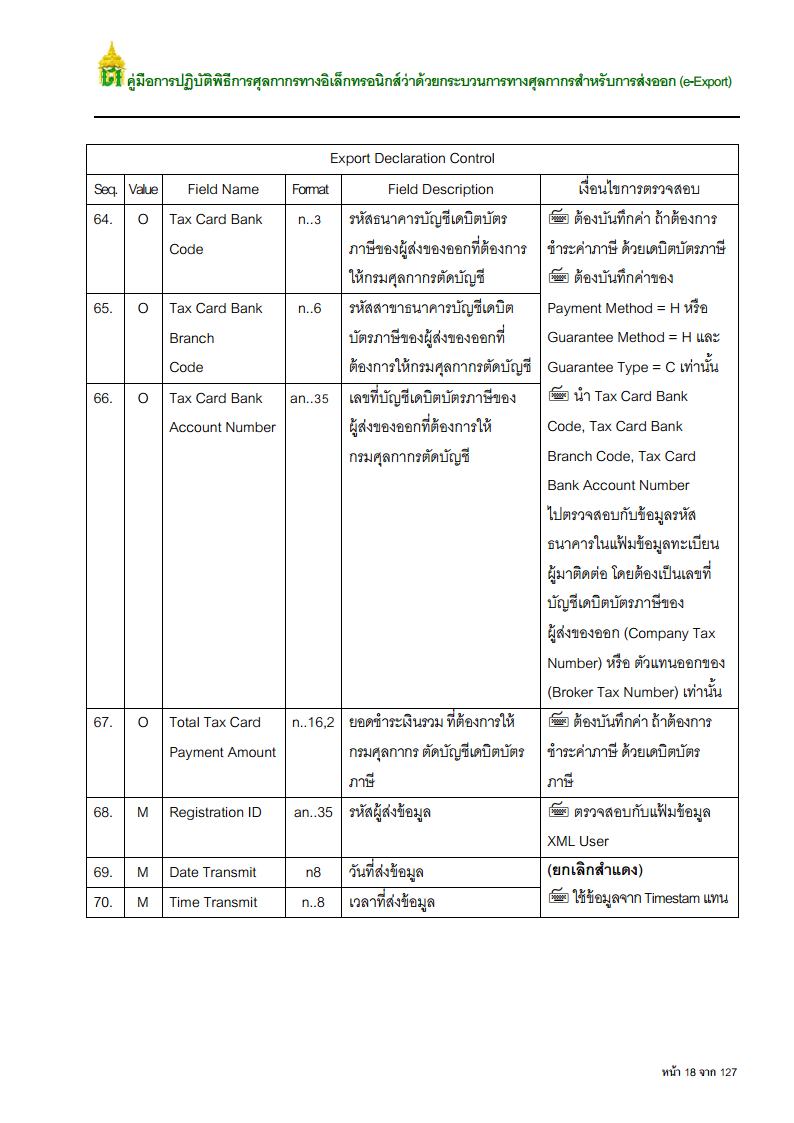 คู่มือการปฏิบัติพิธีการศุลกากรทางอิเล็กทรอนิกส์ว่าด้วยกระบวนการทางศุลกากรสำหรับการส่งออก (e-Export)
Export Declaration Control
Seq. Value Field Name Format Field Description เงื่อนไขการตรวจสอบ
64. O Tax Card Bank n..3 รหัสธนาคารบัญชีเดบิตบัตร ต้องบันทึกค่า ถ้าต้องการ
Code ภาษีของผู้ส่งของออกที่ต้องการ ชำระค่าภาษี ด้วยเดบิตบัตรภาษี
ให้กรมศุลกากรตัดบัญชี ต้องบันทึกค่าของ
65. O Tax Card Bank n..6 รหัสสาขาธนาคารบัญชีเดบิต Payment Method = H หรือ
Branch บัตรภาษีของผู้ส่งของออกที่ Guarantee Method = H และ
Code ต้องการให้กรมศุลกากรตัดบัญชี Guarantee Type = C เท่านั้น
66. O Tax Card Bank an..35 เลขที่บัญชีเดบิตบัตรภาษีของ นำ Tax Card Bank
Account Number ผู้ส่งของออกที่ต้องการให้ Code, Tax Card Bank
กรมศุลกากรตัดบัญชี Branch Code, Tax Card
Bank Account Number
ไปตรวจสอบกับข้อมูลรหัส
ธนาคารในแฟ้มข้อมูลทะเบียน
ผู้มาติดต่อ โดยต้องเป็นเลขที่
บัญชีเดบิตบัตรภาษีของ
ผู้ส่งของออก (Company Tax
Number) หรือ ตัวแทนออกของ
(Broker Tax Number) เท่านั้น
67. O Total Tax Card n..16,2 ยอดชำระเงินรวม ที่ต้องการให้ ต้องบันทึกค่า ถ้าต้องการ
Payment Amount กรมศุลกากร ตัดบัญชีเดบิตบัตร ชำระค่าภาษี ด้วยเดบิตบัตร
ภาษี ภาษี
68. M Registration ID an..35 รหัสผู้ส่งข้อมูล ตรวจสอบกับแฟ้มข้อมูล
XML User
69. M Date Transmit n8 วันที่ส่งข้อมูล (ยกเลิกสำแดง)
70. M Time Transmit n..8 เวลาที่ส่งข้อมูล ใช้ข้อมูลจาก Timestam แทน
หน้า 18 จาก 127